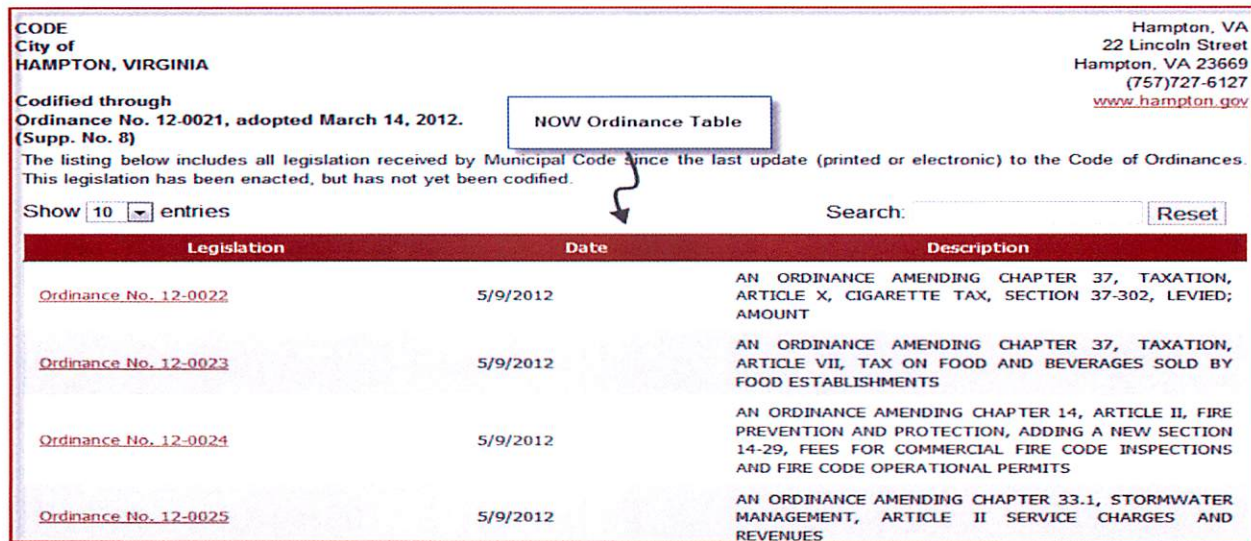 CODE
City of
HAMPTON, VIRGINIA
Hampton, VA
22 Lincoln Street
Hampton, VA 23669
(757)727-6127
www.hampton.gov
Codified through
Ordinance No. 12-0021, adopted March 14, 2012.
(Supp. No. 8)
NOW Ordinance Table
The listing below includes all legislation received by Municipal Code since the last update (printed or electronic) to the Code of Ordinances.
This legislation has been enacted, but has not yet been codified.
Show 10 entries
Search: Reset
Legislation Date Description
Ordinance No. 12-0022 5/9/2012
AN ORDINANCE AMENDING CHAPTER 37, TAXATION,
ARTICLE X, CIGARETTE TAX, SECTION 37-302, LEVIED;
AMOUNT
Ordinance No. 12-0023 5/9/2012
AN ORDINANCE AMENDING CHAPTER 37, TAXATION,
ARTICLE VII, TAX ON FOOD AND BEVERAGES SOLD BY
FOOD ESTABLISHMENTS
Ordinance No. 12-0024 5/9/2012
AN ORDINANCE AMENDING CHAPTER 14, ARTICLE II, FIRE
PREVENTION AND PROTECTION, ADDING A NEW SECTION
14-29, FEES FOR COMMERCIAL FIRE CODE INSPECTIONS
AND FIRE CODE OPERATIONAL PERMITS
Ordinance No. 12-0025 5/9/2012
AN ORDINANCE AMENDING CHAPTER 33.1, STORMWATER
MANAGEMENT, ARTICLE II SERVICE CHARGES AND
REVENUES